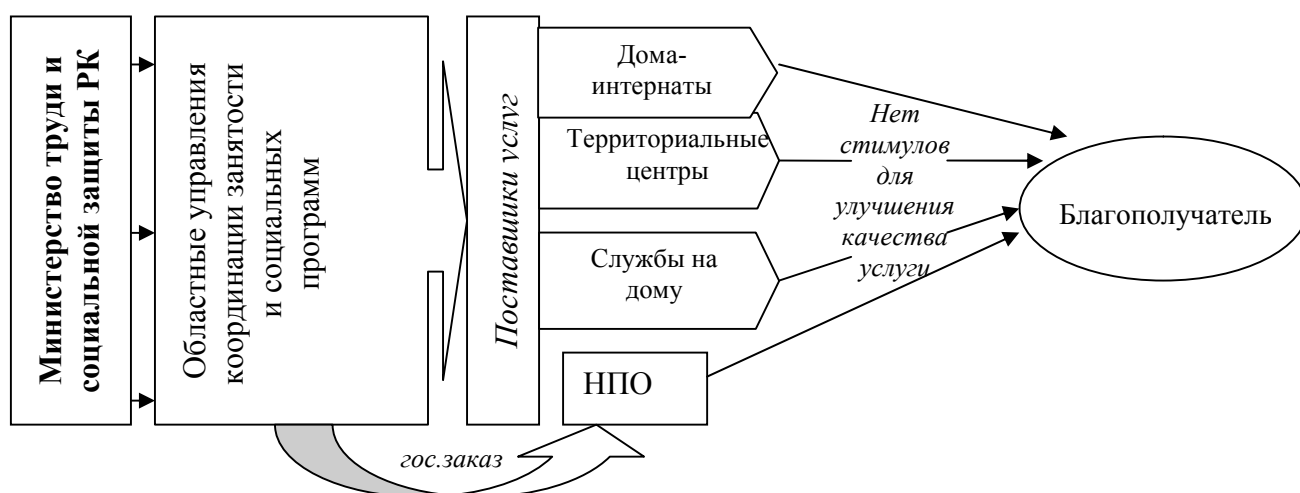 Министерство труди и
социальной защиты РК
Областные управления
координации занятости
и социальных
программ
Поставшики услуг
Дома-
интернаты
Территориальные
центры
Службы на
дому
НПО
гос.заказ
Нет
стимулов
для
улучшения
качества
услуги
Благополучатель